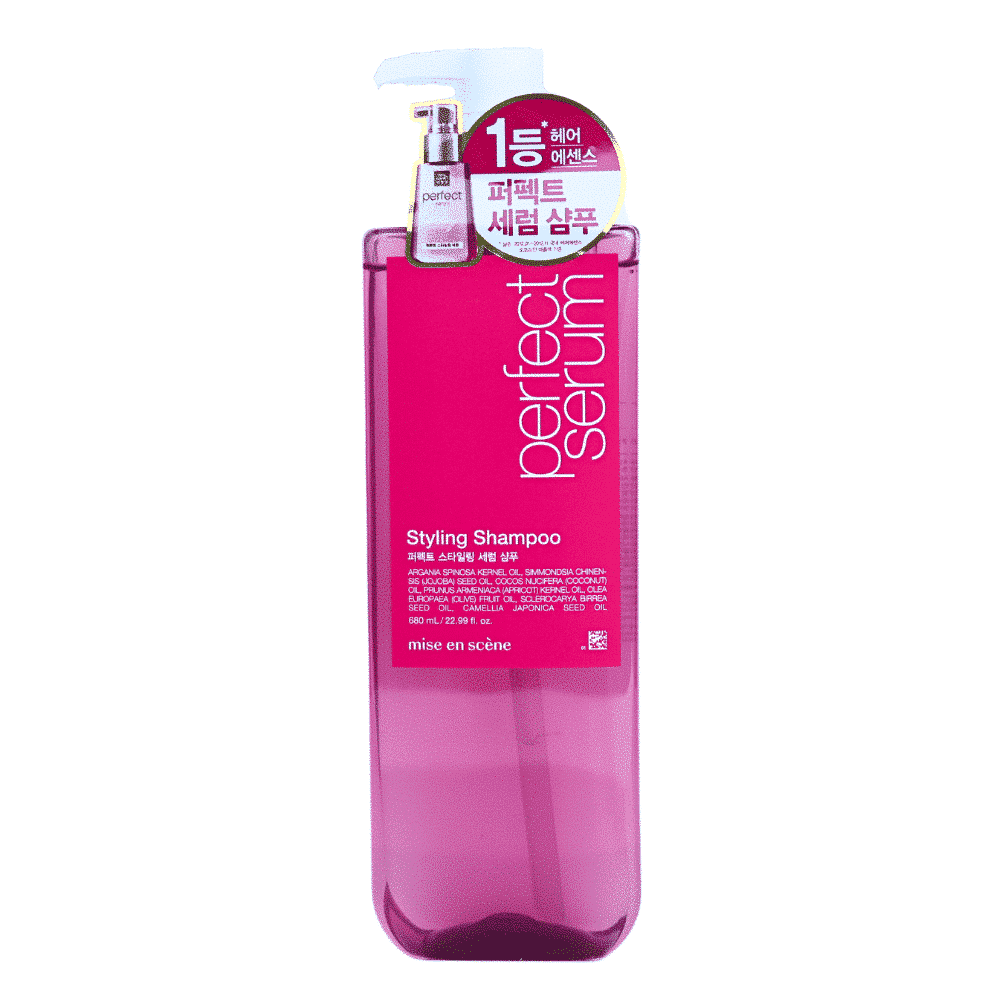 1등* 헤어
에센스
퍼펙트
세럼 샴푸
perfect
perfect
serum
Styling Shampoo
퍼펙트 스타일링 세럼 샴푸
ARGANIA SPINOSA KERNEL OIL, SIMMONDSIA CHINEN-
SIS (JOJOBA) SEED OIL, COCOS NUCIFERA (COCONUT)
OIL, PRUNUS ARMENIACA (APRICOT) KERNEL OIL, OLEA
EUROPAEA (OLIVE) FRUIT OIL, SCLEROCARYA BIRREA
SEED OIL, CAMELLIA JAPONICA SEED OIL
680 mL / 22.99 fl. oz.
mise en scène